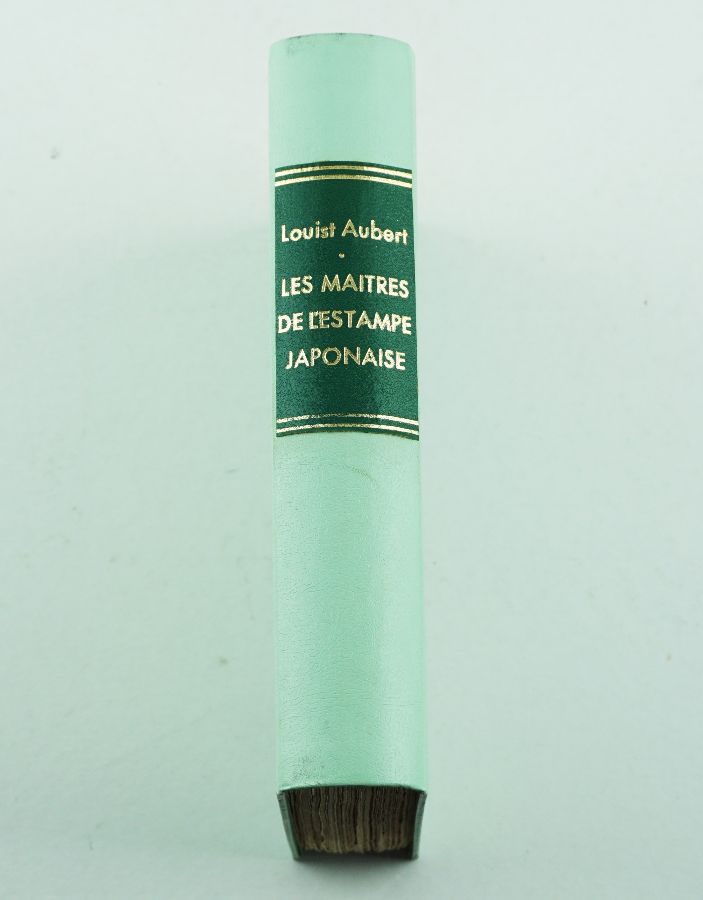 Louist Aubert
LES MAITRES
DE L'ESTAMPE
JAPONAISE